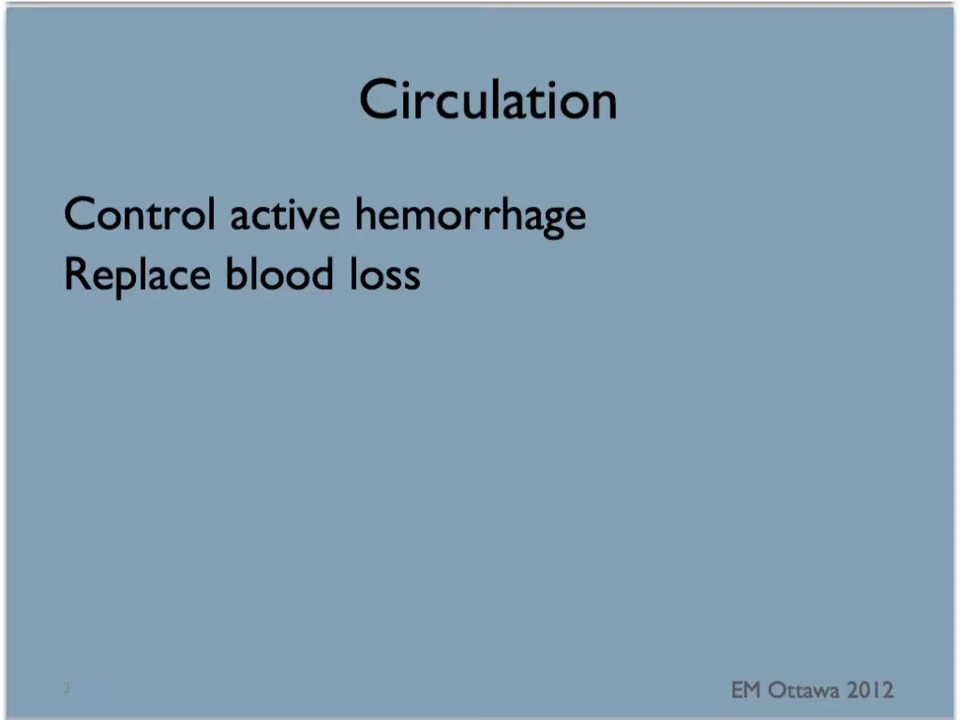 Circulation
Control active hemorrhage
Replace blood loss
EM Ottawa 2012